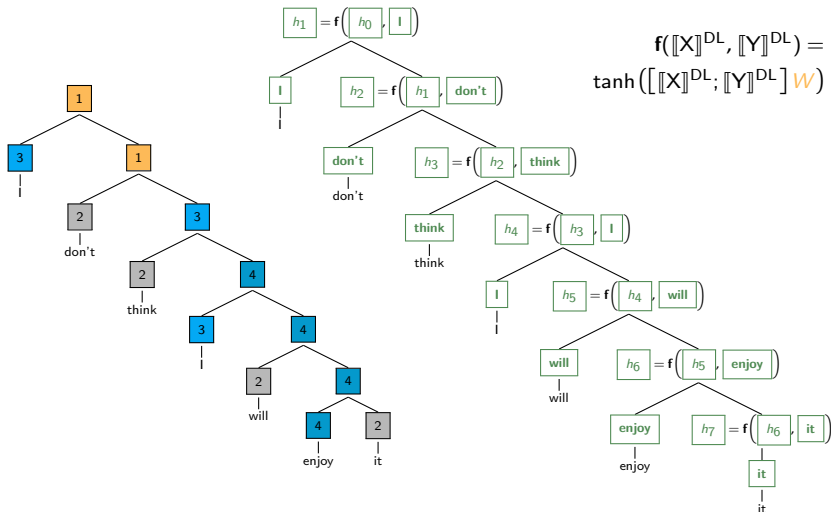 h₁ = f(h₀, I)
f(⟦X⟧ᴰᴸ, ⟦Y⟧ᴰᴸ) =
tanh([⟦X⟧ᴰᴸ; ⟦Y⟧ᴰᴸ]W)
I
I
h₂ = f(h₁, don't)
don't
don't
h₃ = f(h₂, think)
think
think
h₄ = f(h₃, I)
I
I
h₅ = f(h₄, will)
will
will
h₆ = f(h₅, enjoy)
enjoy
enjoy
h₇ = f(h₆, it)
it
it
1
3
I
1
2
don't
3
2
think
4
3
I
4
2
will
4
4
enjoy
2
it